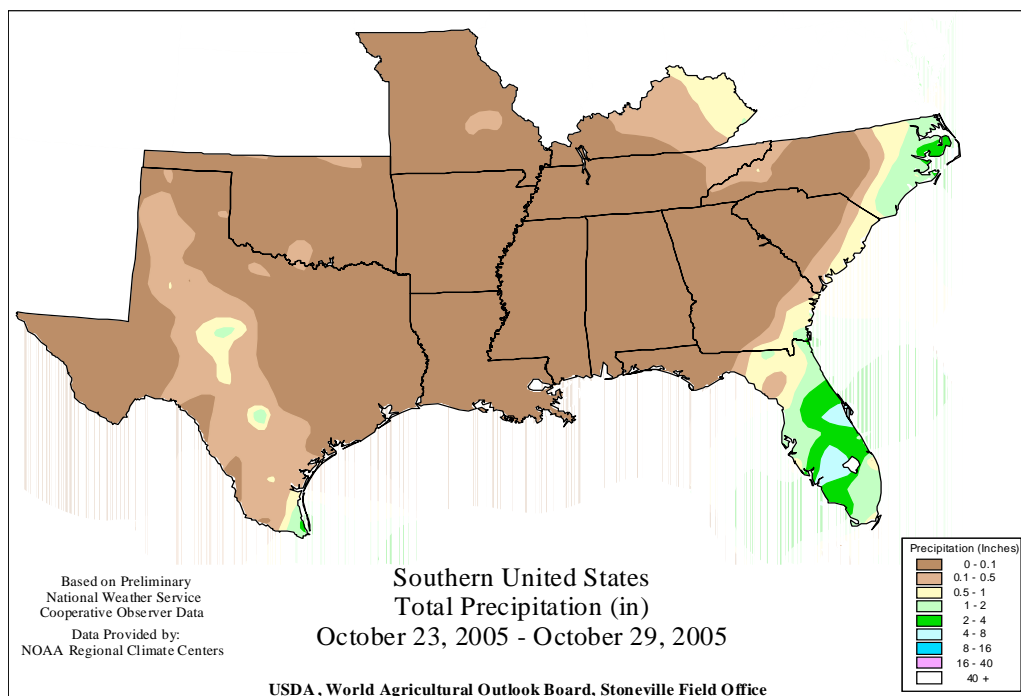 Based on Preliminary
National Weather Service
Cooperative Observer Data
Data Provided by:
NOAA Regional Climate Centers
Southern United States
Total Precipitation (in)
October 23, 2005 - October 29, 2005
USDA, World Agricultural Outlook Board, Stoneville Field Office
Precipitation (Inches)
0 - 0.1
0.1 - 0.5
0.5 - 1
1 - 2
2 - 4
4 - 8
8 - 16
16 - 40
40 +